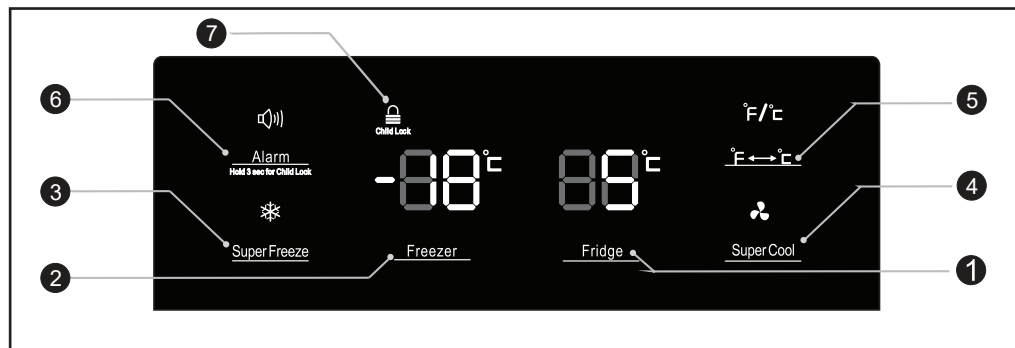 7
6
Alarm
Hold 3 sec for Child Lock
Child Lock
-18°C
5°C
°F/°C
°F ↔ °C
5
3
Super Freeze
4
Super Cool
2
Freezer
Fridge
1